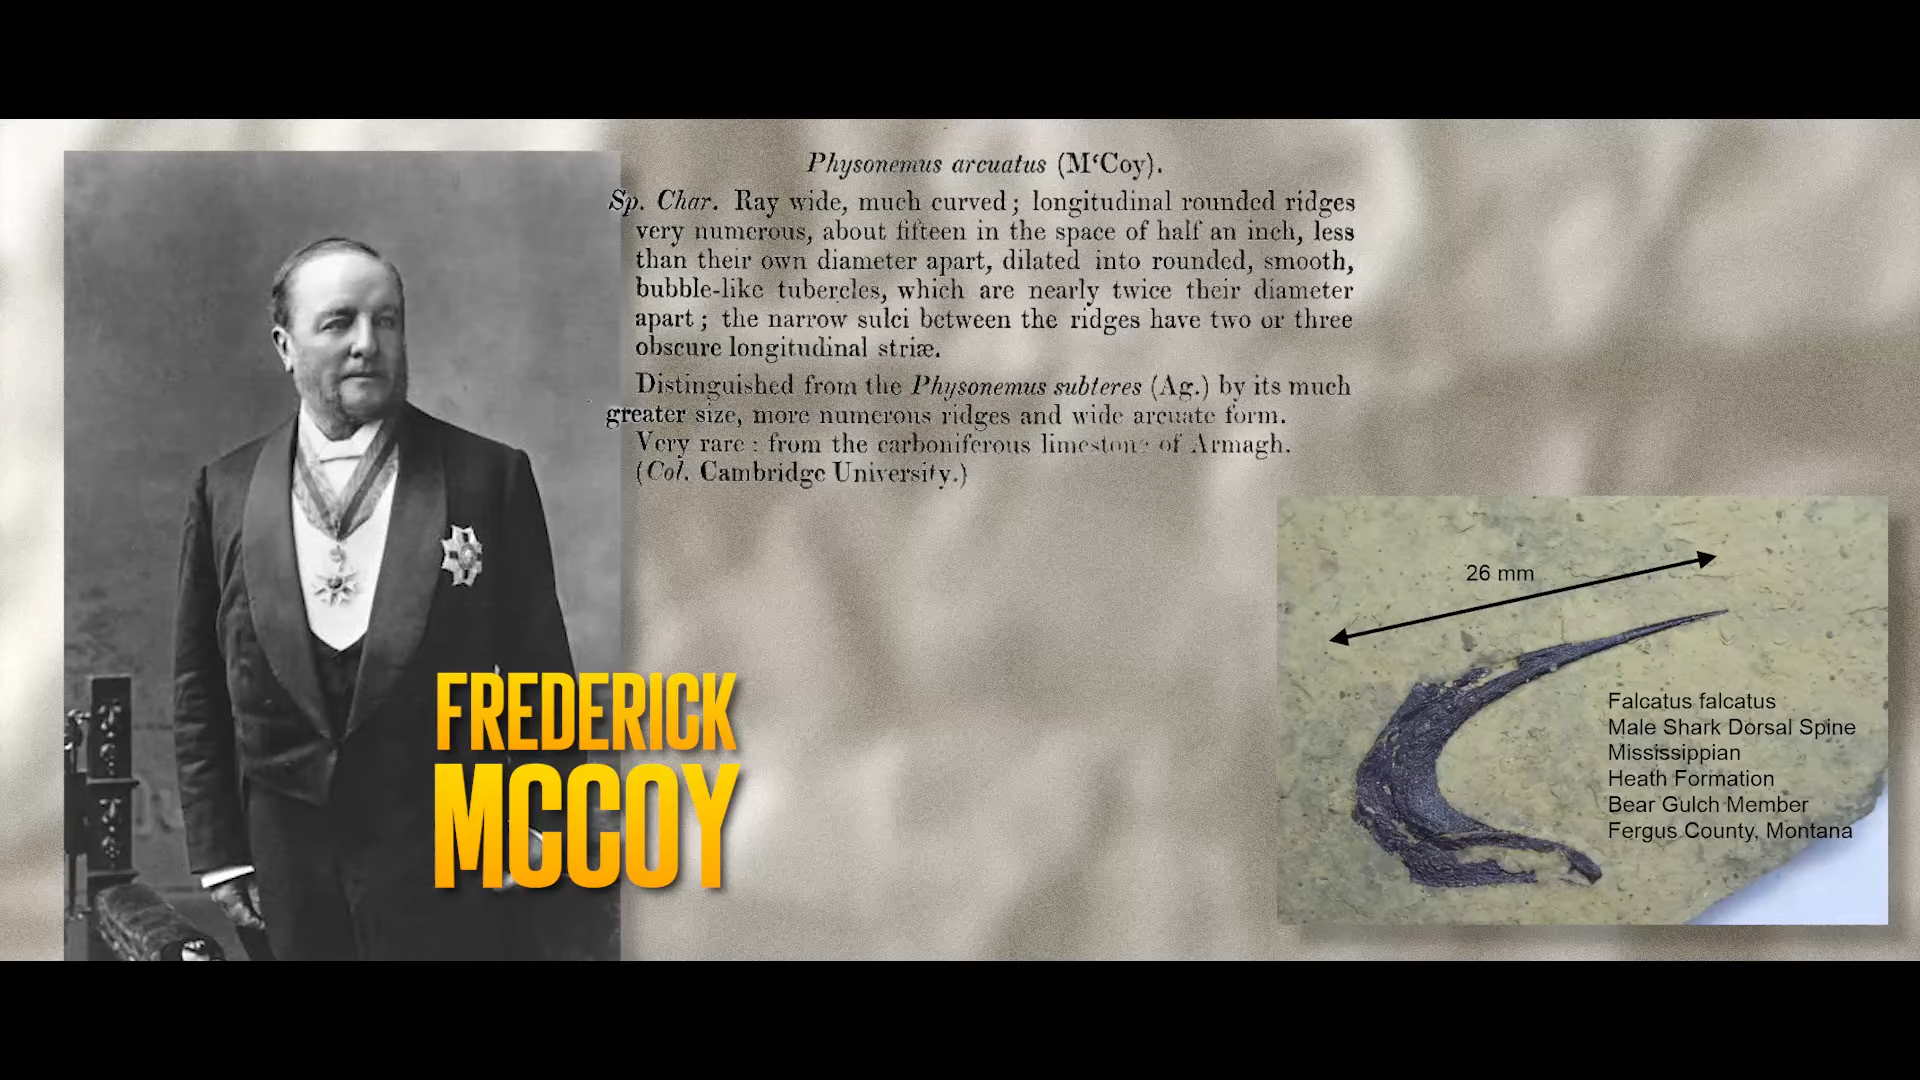 Physonemus arcuatus (M‘Coy).
Sp. Char. Ray wide, much curved; longitudinal rounded ridges
very numerous, about fifteen in the space of half an inch, less
than their own diameter apart, dilated into rounded, smooth,
bubble-like tubercles, which are nearly twice their diameter
apart; the narrow sulci between the ridges have two or three
obscure longitudinal striæ.
Distinguished from the Physonemus subteres (Ag.) by its much
greater size, more numerous ridges and wide arcuate form.
Very rare: from the carboniferous limestone of Armagh.
(Col. Cambridge University.)
FREDERICK
MCCOY
26 mm
Falcatus falcatus
Male Shark Dorsal Spine
Mississippian
Heath Formation
Bear Gulch Member
Fergus County, Montana